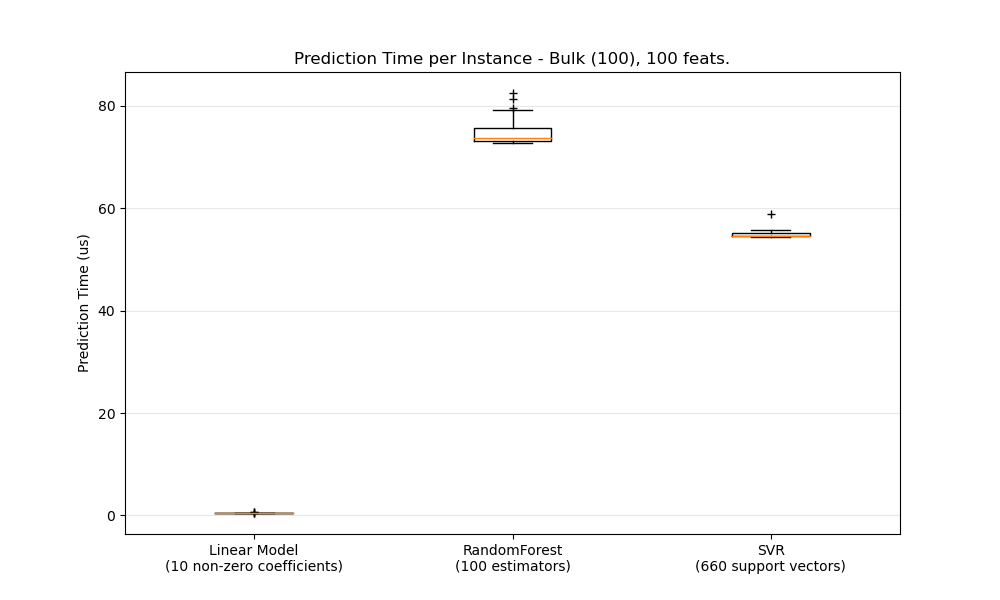 Prediction Time per Instance - Bulk (100), 100 feats.
Prediction Time (us)
80
60
40
20
0
Linear Model
(10 non-zero coefficients)
RandomForest
(100 estimators)
SVR
(660 support vectors)